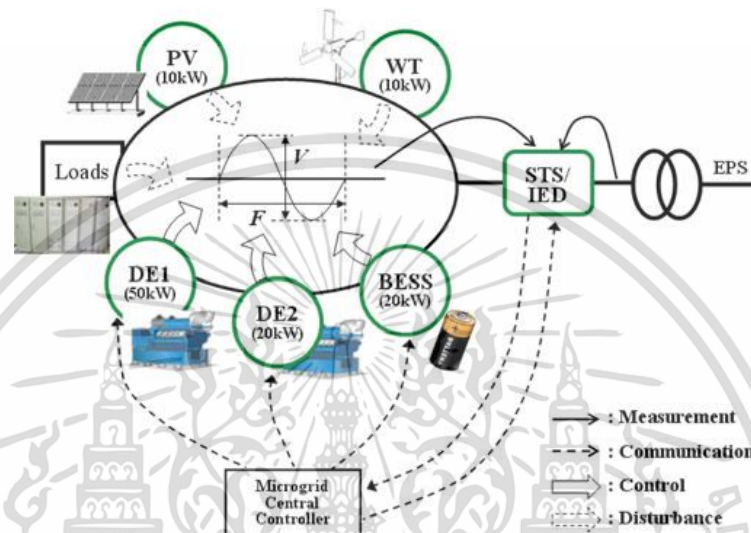 PV
(10kW)
WT
(10kW)
Loads
V
F
STS/
IED
EPS
DE1
(50kW)
DE2
(20kW)
BESS
(20kW)
Microgrid
Central
Controller
: Measurement
: Communication
: Control
: Disturbance